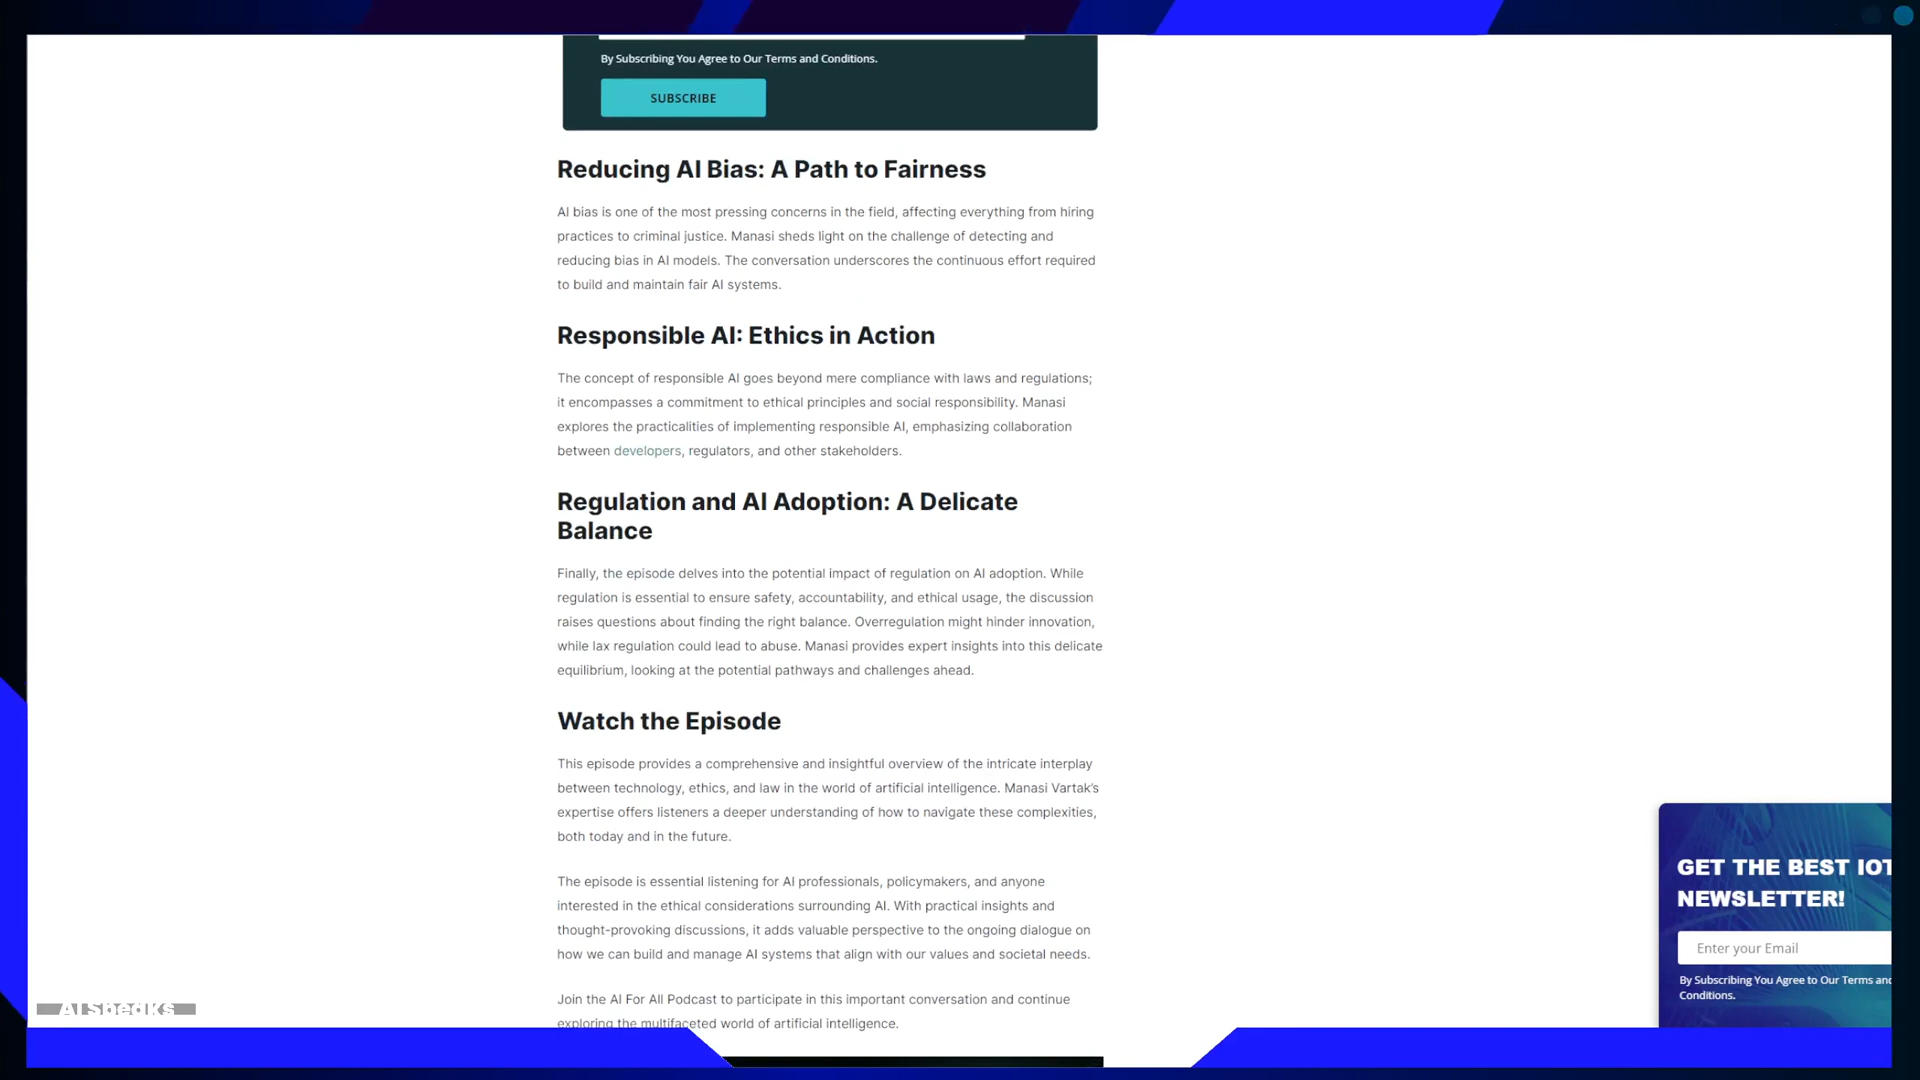 By Subscribing You Agree to Our Terms and Conditions.
SUBSCRIBE
Reducing AI Bias: A Path to Fairness
AI bias is one of the most pressing concerns in the field, affecting everything from hiring
practices to criminal justice. Manasi sheds light on the challenge of detecting and
reducing bias in AI models. The conversation underscores the continuous effort required
to build and maintain fair AI systems.
Responsible AI: Ethics in Action
The concept of responsible AI goes beyond mere compliance with laws and regulations;
it encompasses a commitment to ethical principles and social responsibility. Manasi
explores the practicalities of implementing responsible AI, emphasizing collaboration
between developers, regulators, and other stakeholders.
Regulation and AI Adoption: A Delicate
Balance
Finally, the episode delves into the potential impact of regulation on AI adoption. While
regulation is essential to ensure safety, accountability, and ethical usage, the discussion
raises questions about finding the right balance. Overregulation might hinder innovation,
while lax regulation could lead to abuse. Manasi provides expert insights into this delicate
equilibrium, looking at the potential pathways and challenges ahead.
Watch the Episode
This episode provides a comprehensive and insightful overview of the intricate interplay
between technology, ethics, and law in the world of artificial intelligence. Manasi Vartak's
expertise offers listeners a deeper understanding of how to navigate these complexities,
both today and in the future.
The episode is essential listening for AI professionals, policymakers, and anyone
interested in the ethical considerations surrounding AI. With practical insights and
thought-provoking discussions, it adds valuable perspective to the ongoing dialogue on
how we can build and manage AI systems that align with our values and societal needs.
Join the AI For All Podcast to participate in this important conversation and continue
exploring the multifaceted world of artificial intelligence.
GET THE BEST IOT
NEWSLETTER!
Enter your Email
By Subscribing You Agree to Our Terms and
Conditions.
AI Speaks